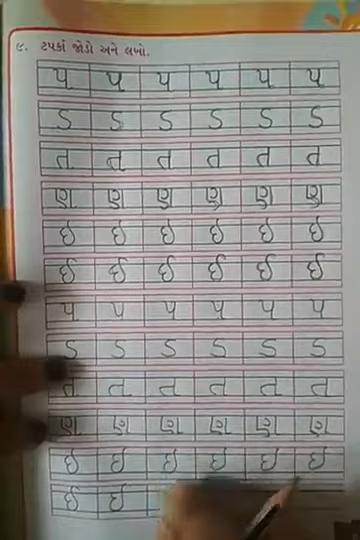 ૯. ટપકાં જોડો અને લખો.
પ પ પ પ પ પ
ડ ડ ડ ડ ડ ડ
ત ત ત ત ત ત
ણ ણ ણ ણ ણ ણ
ઇ ઇ ઇ ઇ ઇ ઇ
ઈ ઈ ઈ ઈ ઈ ઈ
પ પ પ પ પ પ
ડ ડ ડ ડ ડ ડ
ત ત ત ત ત ત
ણ ણ ણ ણ ણ ણ
ઇ ઇ ઇ ઇ ઇ ઇ
ઈ ઈ